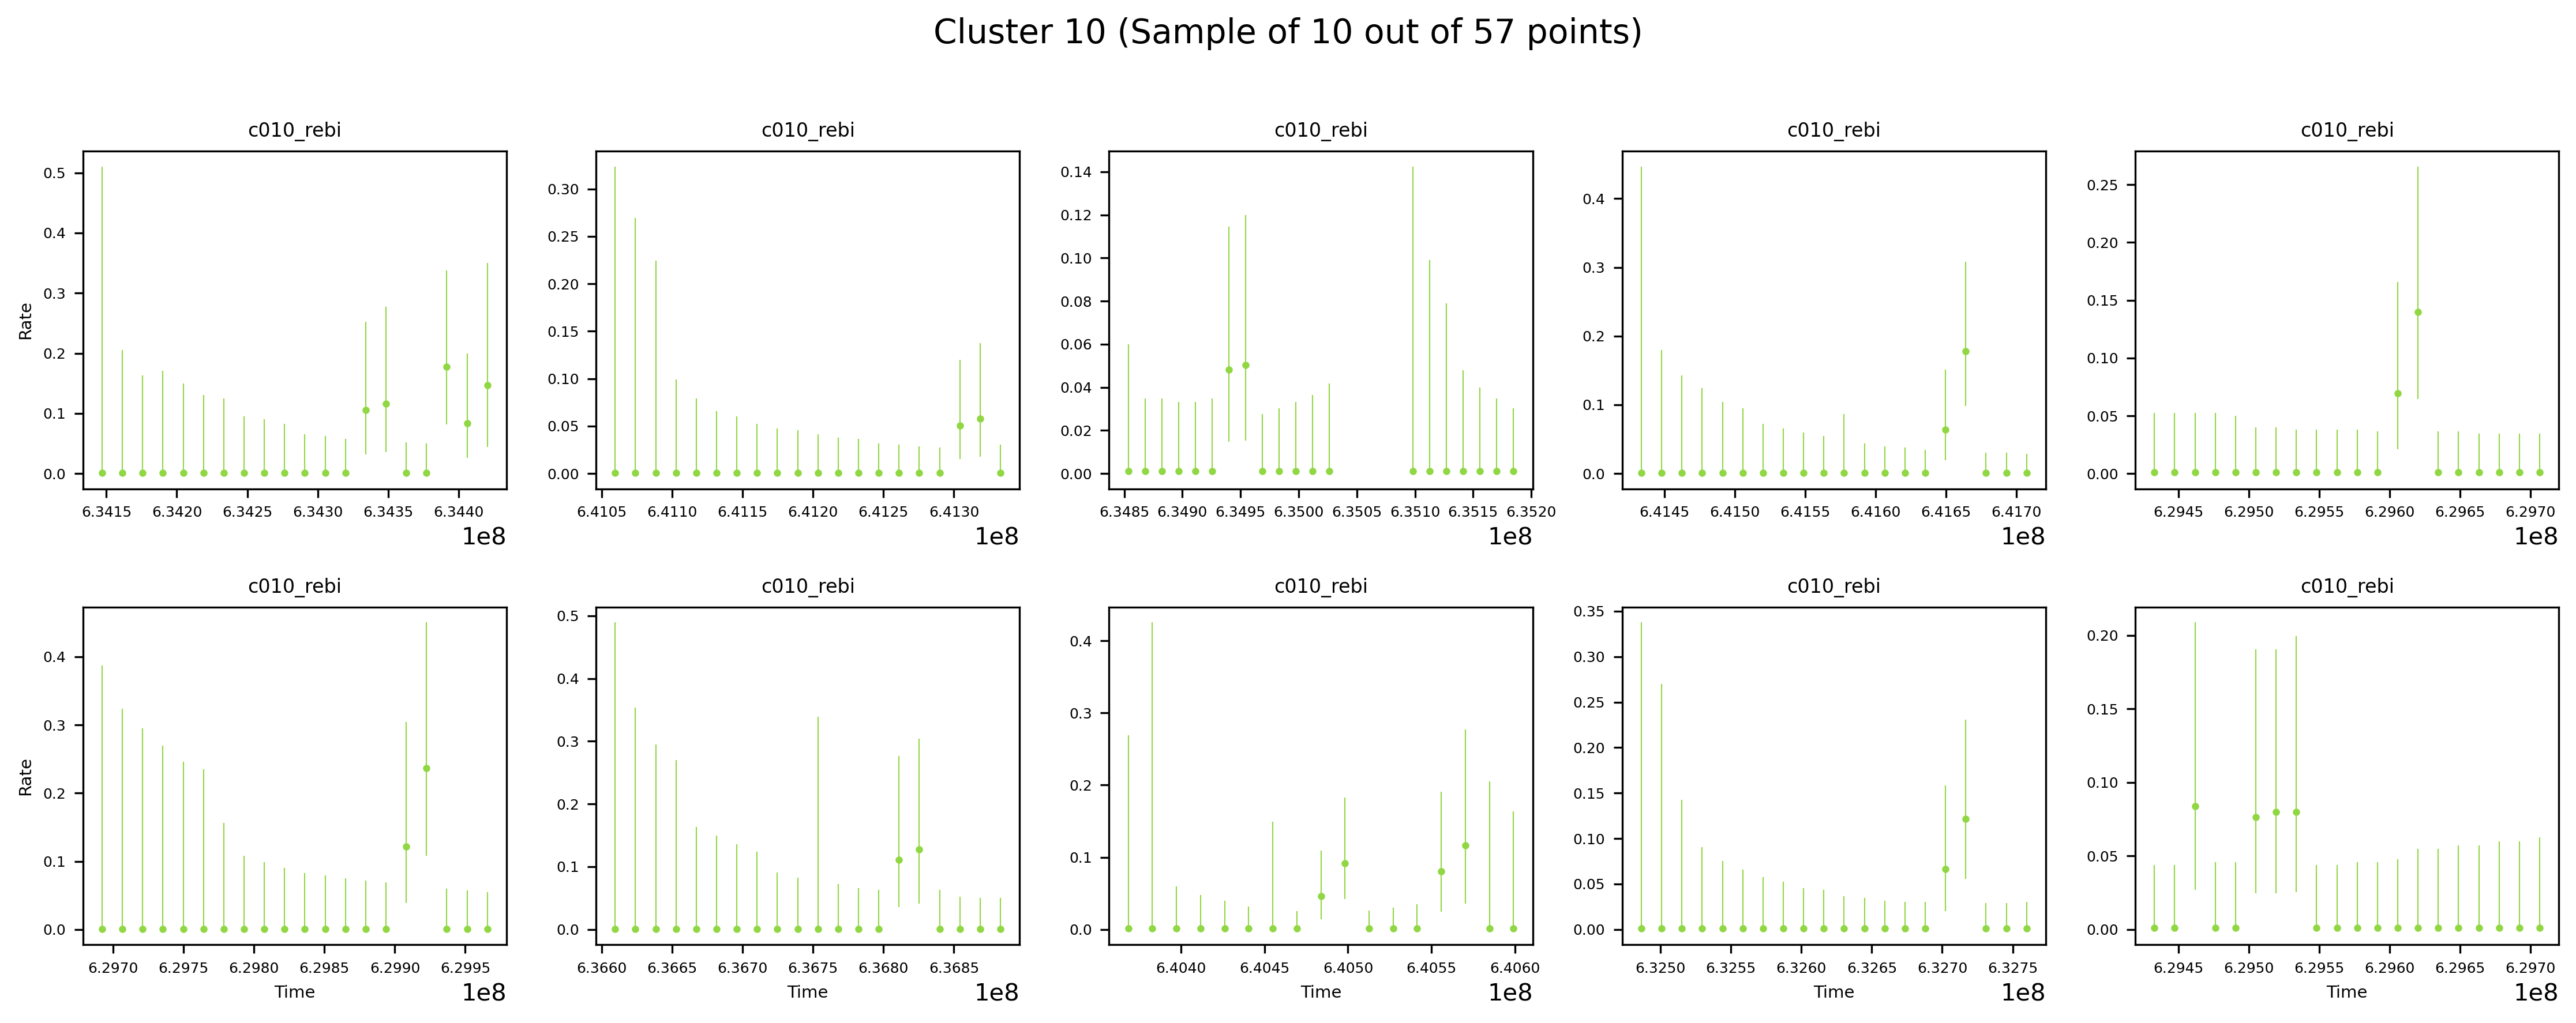 Cluster 10 (Sample of 10 out of 57 points)
c010_rebi c010_rebi c010_rebi c010_rebi c010_rebi
Rate
0.5
0.4
0.3
0.2
0.1
0.0
6.3415 6.3420 6.3425 6.3430 6.3435 6.3440
1e8
0.30
0.25
0.20
0.15
0.10
0.05
0.00
6.4105 6.4110 6.4115 6.4120 6.4125 6.4130
1e8
0.14
0.12
0.10
0.08
0.06
0.04
0.02
0.00
6.3485 6.3490 6.3495 6.3500 6.3505 6.3510 6.3515 6.3520
1e8
0.4
0.3
0.2
0.1
0.0
6.4145 6.4150 6.4155 6.4160 6.4165 6.4170
1e8
0.25
0.20
0.15
0.10
0.05
0.00
6.2945 6.2950 6.2955 6.2960 6.2965 6.2970
1e8
c010_rebi c010_rebi c010_rebi c010_rebi c010_rebi
Rate
0.4
0.3
0.2
0.1
0.0
6.2970 6.2975 6.2980 6.2985 6.2990 6.2995
Time 1e8
0.5
0.4
0.3
0.2
0.1
0.0
6.3660 6.3665 6.3670 6.3675 6.3680 6.3685
Time 1e8
0.4
0.3
0.2
0.1
0.0
6.4040 6.4045 6.4050 6.4055 6.4060
Time 1e8
0.35
0.30
0.25
0.20
0.15
0.10
0.05
0.00
6.3250 6.3255 6.3260 6.3265 6.3270 6.3275
Time 1e8
0.20
0.15
0.10
0.05
0.00
6.2945 6.2950 6.2955 6.2960 6.2965 6.2970
Time 1e8